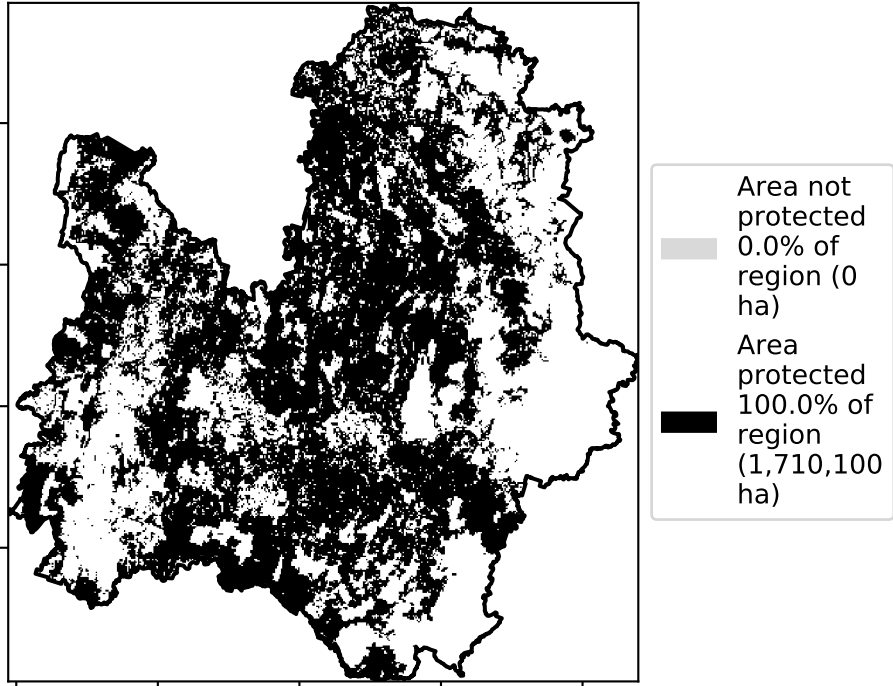 Area not
protected
0.0% of
region (0
ha)
Area
protected
100.0% of
region
(1,710,100
ha)